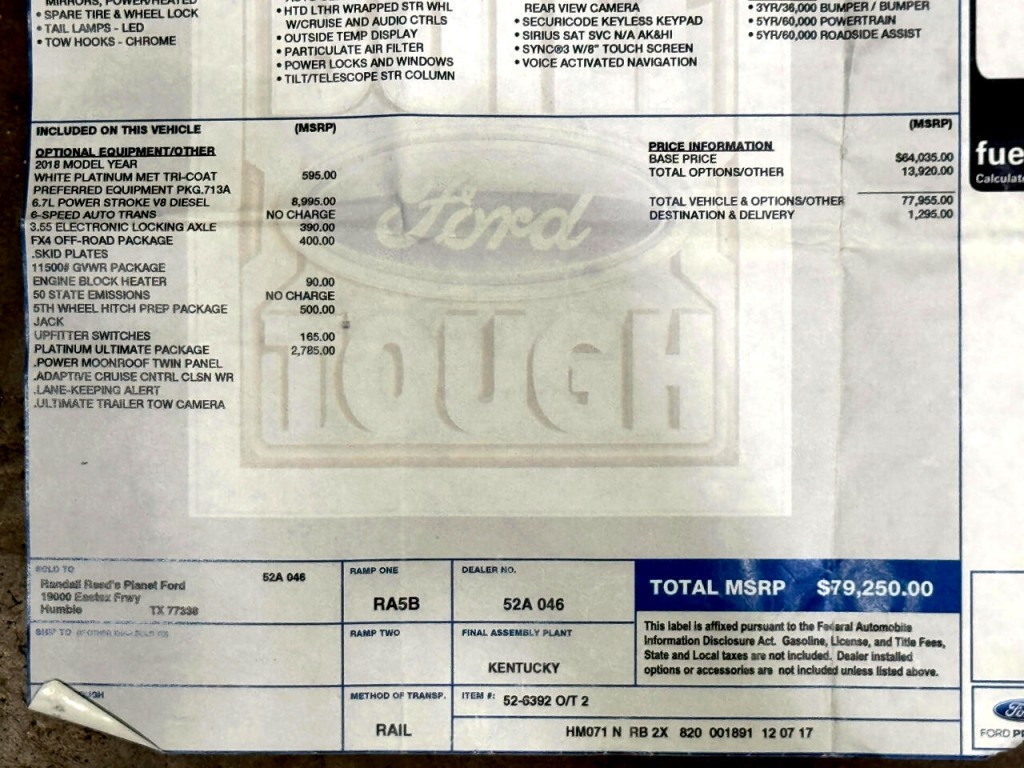 MIRRORS, POWER/HEATED
• SPARE TIRE & WHEEL LOCK
• TAIL LAMPS - LED
• TOW HOOKS - CHROME
• HTD LTHR WRAPPED STR WHL
W/CRUISE AND AUDIO CTRLS
• OUTSIDE TEMP DISPLAY
• PARTICULATE AIR FILTER
• POWER LOCKS AND WINDOWS
• TILT/TELESCOPE STR COLUMN
REAR VIEW CAMERA
• SECURICODE KEYLESS KEYPAD
• SIRIUS SAT SVC N/A AK&HI
• SYNC®3 W/8" TOUCH SCREEN
• VOICE ACTIVATED NAVIGATION
• 3YR/36,000 BUMPER / BUMPER
• 5YR/60,000 POWERTRAIN
• 5YR/60,000 ROADSIDE ASSIST
INCLUDED ON THIS VEHICLE (MSRP)
OPTIONAL EQUIPMENT/OTHER
2018 MODEL YEAR
WHITE PLATINUM MET TRI-COAT 595.00
PREFERRED EQUIPMENT PKG.713A
6.7L POWER STROKE V8 DIESEL 8,995.00
6-SPEED AUTO TRANS NO CHARGE
3.55 ELECTRONIC LOCKING AXLE 390.00
FX4 OFF-ROAD PACKAGE 400.00
.SKID PLATES
11500# GVWR PACKAGE
ENGINE BLOCK HEATER 90.00
50 STATE EMISSIONS NO CHARGE
5TH WHEEL HITCH PREP PACKAGE 500.00
JACK
UPFITTER SWITCHES 165.00
PLATINUM ULTIMATE PACKAGE 2,785.00
.POWER MOONROOF TWIN PANEL
.ADAPTIVE CRUISE CNTRL CLSN WR
.LANE-KEEPING ALERT
.ULTIMATE TRAILER TOW CAMERA
(MSRP)
PRICE INFORMATION
BASE PRICE $64,035.00
TOTAL OPTIONS/OTHER 13,920.00
TOTAL VEHICLE & OPTIONS/OTHER 77,955.00
DESTINATION & DELIVERY 1,295.00
Ford
TOUGH
fue
Calculate
SOLD TO
52A 046
Randall Reed's Planet Ford
19000 Eastex Frwy
Humble TX 77338
RAMP ONE
RA5B
DEALER NO.
52A 046
TOTAL MSRP $79,250.00
SHIP TO
RAMP TWO
FINAL ASSEMBLY PLANT
KENTUCKY
This label is affixed pursuant to the Federal Automobile
Information Disclosure Act. Gasoline, License, and Title Fees,
State and Local taxes are not included. Dealer installed
options or accessories are not included unless listed above.
METHOD OF TRANSP.
RAIL
ITEM #: 52-6392 O/T 2
HM071 N RB 2X 820 001891 12 07 17
FORD